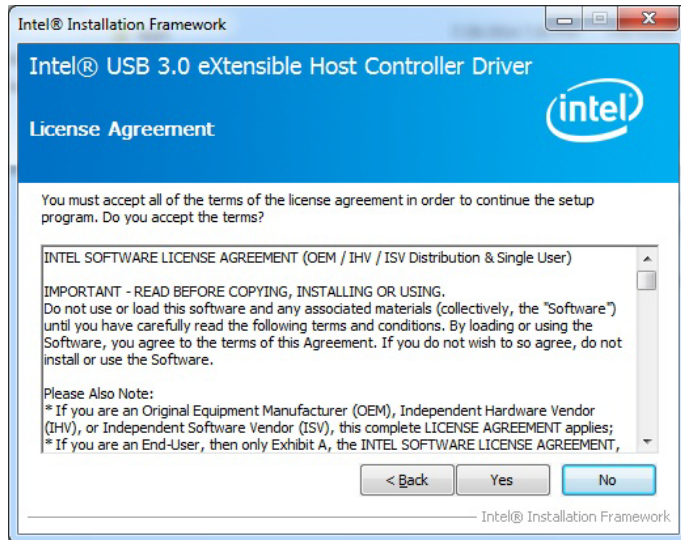 Intel® Installation Framework
Intel® USB 3.0 eXtensible Host Controller Driver
intel
License Agreement
You must accept all of the terms of the license agreement in order to continue the setup
program. Do you accept the terms?
INTEL SOFTWARE LICENSE AGREEMENT (OEM / IHV / ISV Distribution & Single User)
IMPORTANT - READ BEFORE COPYING, INSTALLING OR USING.
Do not use or load this software and any associated materials (collectively, the "Software")
until you have carefully read the following terms and conditions. By loading or using the
Software, you agree to the terms of this Agreement. If you do not wish to so agree, do not
install or use the Software.
Please Also Note:
* If you are an Original Equipment Manufacturer (OEM), Independent Hardware Vendor
(IHV), or Independent Software Vendor (ISV), this complete LICENSE AGREEMENT applies;
* If you are an End-User, then only Exhibit A, the INTEL SOFTWARE LICENSE AGREEMENT,
< Back Yes No
Intel® Installation Framework